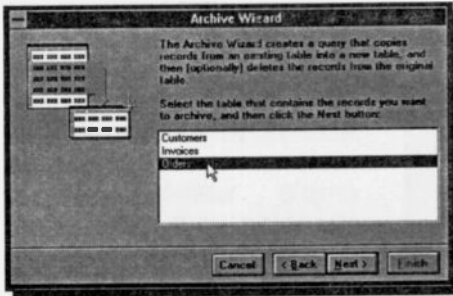 Archive Wizard
The Archive Wizard creates a query that copies
records from an existing table into a new table, and
then (optionally) deletes the records from the original
table.
Select the table that contains the records you want
to archive, and then click the Next button:
Customers
Invoices
Orders
Cancel
< Back
Next >
Finish